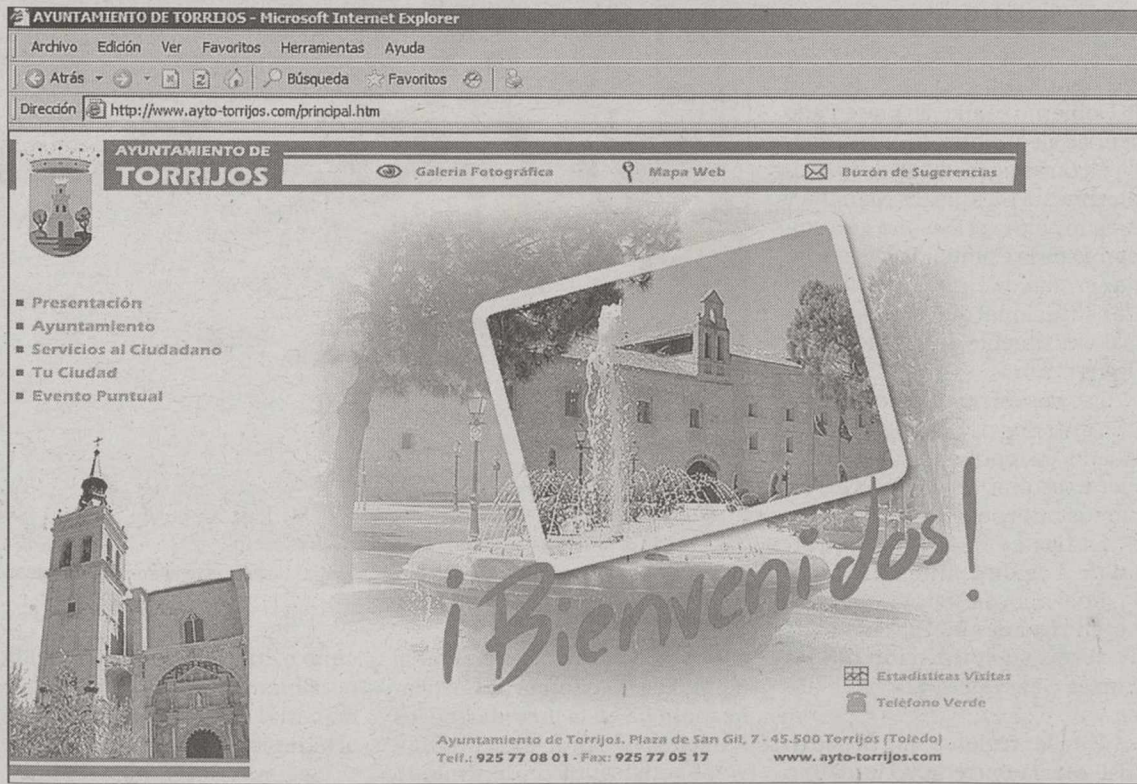 AYUNTAMIENTO DE TORRIJOS - Microsoft Internet Explorer
Archivo Edición Ver Favoritos Herramientas Ayuda
Atrás Búsqueda Favoritos
Dirección http://www.ayto-torrijos.com/principal.htm
AYUNTAMIENTO DE
TORRIJOS
Galeria Fotográfica Mapa Web Buzón de Sugerencias
Presentación
Ayuntamiento
Servicios al Ciudadano
Tu Ciudad
Evento Puntual
¡Bienvenidos!
Estadísticas Visitas
Teléfono Verde
Ayuntamiento de Torrijos. Plaza de San Gil, 7 - 45.500 Torrijos (Toledo)
Telf.: 925 77 08 01 - Fax: 925 77 05 17 www. ayto-torrijos.com